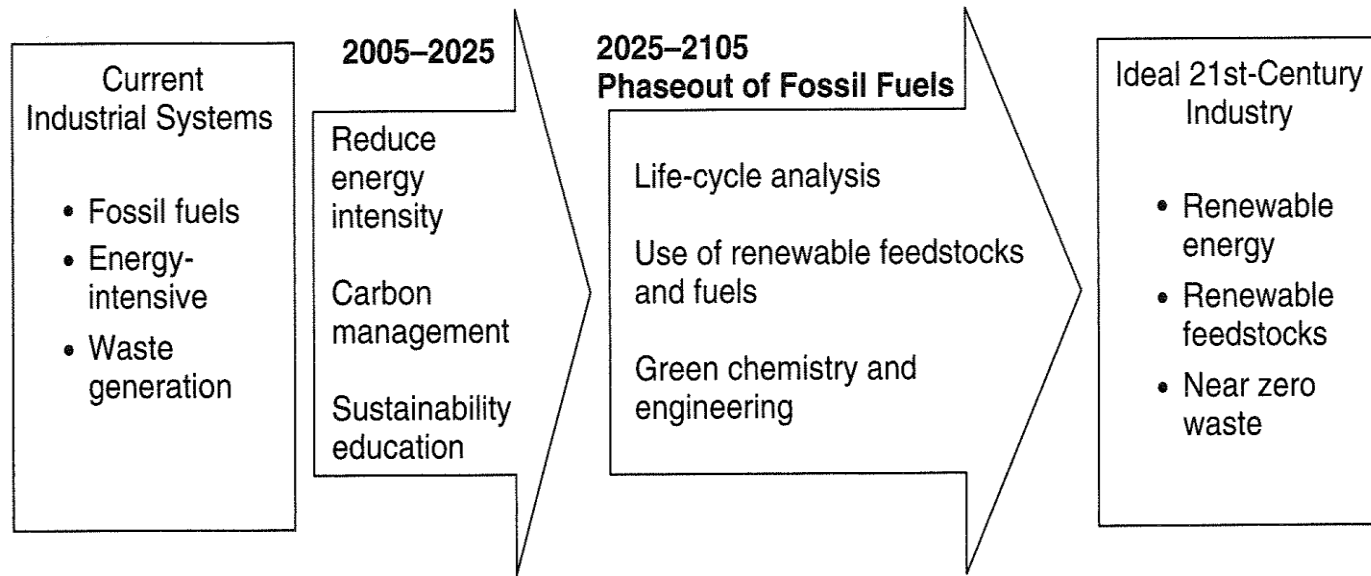 Current
Industrial Systems
• Fossil fuels
• Energy-
intensive
• Waste
generation
2005–2025
Reduce
energy
intensity
Carbon
management
Sustainability
education
2025–2105
Phaseout of Fossil Fuels
Life-cycle analysis
Use of renewable feedstocks
and fuels
Green chemistry and
engineering
Ideal 21st-Century
Industry
• Renewable
energy
• Renewable
feedstocks
• Near zero
waste